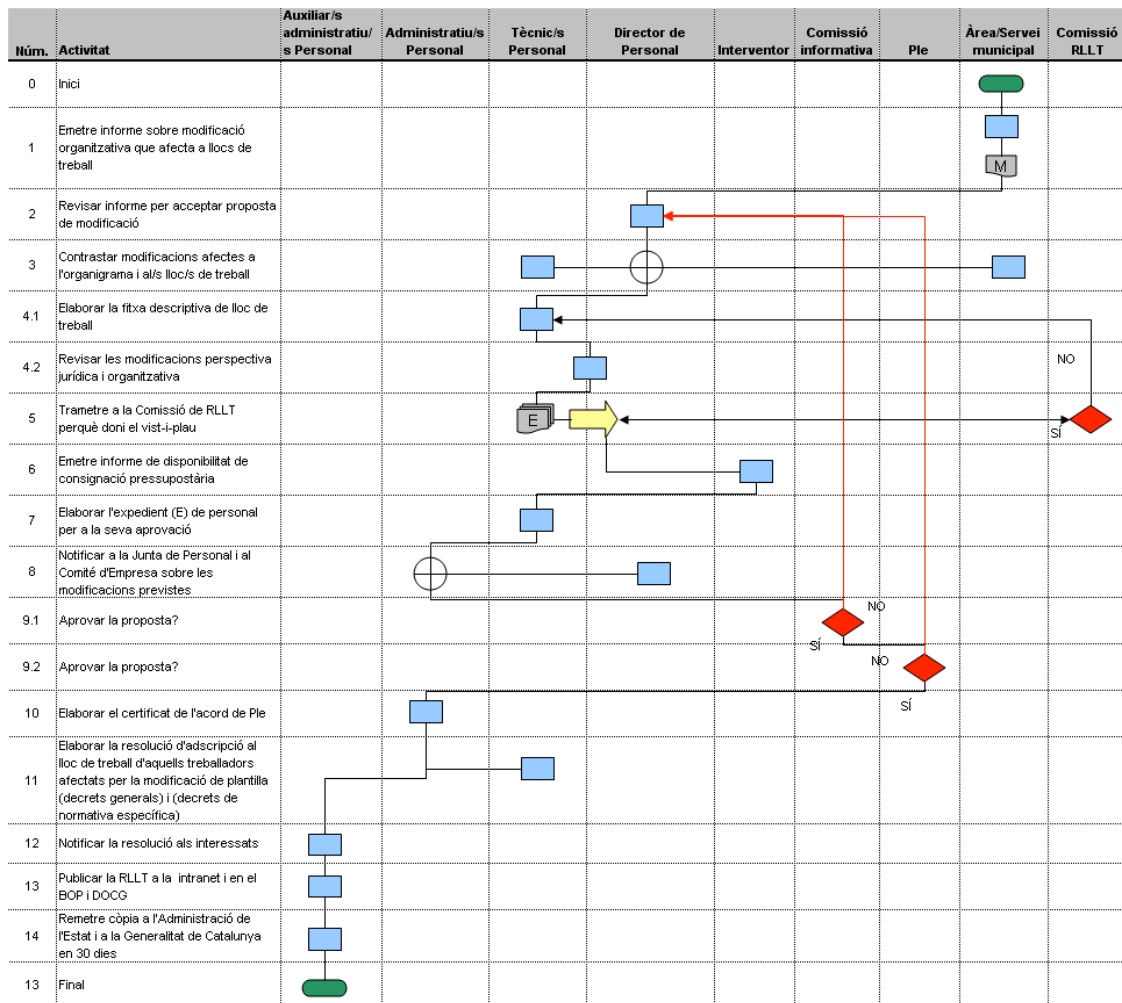 Núm.
Activitat
Auxiliar/s
administratiu/
s Personal
Administratiu/s
Personal
Tècnic/s
Personal
Director de
Personal
Interventor
Comissió
informativa
Ple
Àrea/Servei
municipal
Comissió
RLLT
0
Inici
1
Emetre informe sobre modificació
organitzativa que afecta a llocs de
treball
M
2
Revisar informe per acceptar proposta
de modificació
3
Contrastar modificacions afectes a
l'organigrama i al/s lloc/s de treball
4.1
Elaborar la fitxa descriptiva de lloc de
treball
4.2
Revisar les modificacions perspectiva
jurídica i organitzativa
NO
5
Trametre a la Comissió de RLLT
perquè doni el vist-i-plau
E
SÍ
6
Emetre informe de disponibilitat de
consignació pressupostària
7
Elaborar l'expedient (E) de personal
per a la seva aprovació
8
Notificar a la Junta de Personal i al
Comité d'Empresa sobre les
modificacions previstes
9.1
Aprovar la proposta?
NO
SÍ
9.2
Aprovar la proposta?
NO
SÍ
10
Elaborar el certificat de l'acord de Ple
11
Elaborar la resolució d'adscripció al
lloc de treball d'aquells treballadors
afectats per la modificació de plantilla
(decrets generals) i (decrets de
normativa específica)
12
Notificar la resolució als interessats
13
Publicar la RLLT a la intranet i en el
BOP i DOCG
14
Remetre còpia a l'Administració de
l'Estat i a la Generalitat de Catalunya
en 30 dies
13
Final